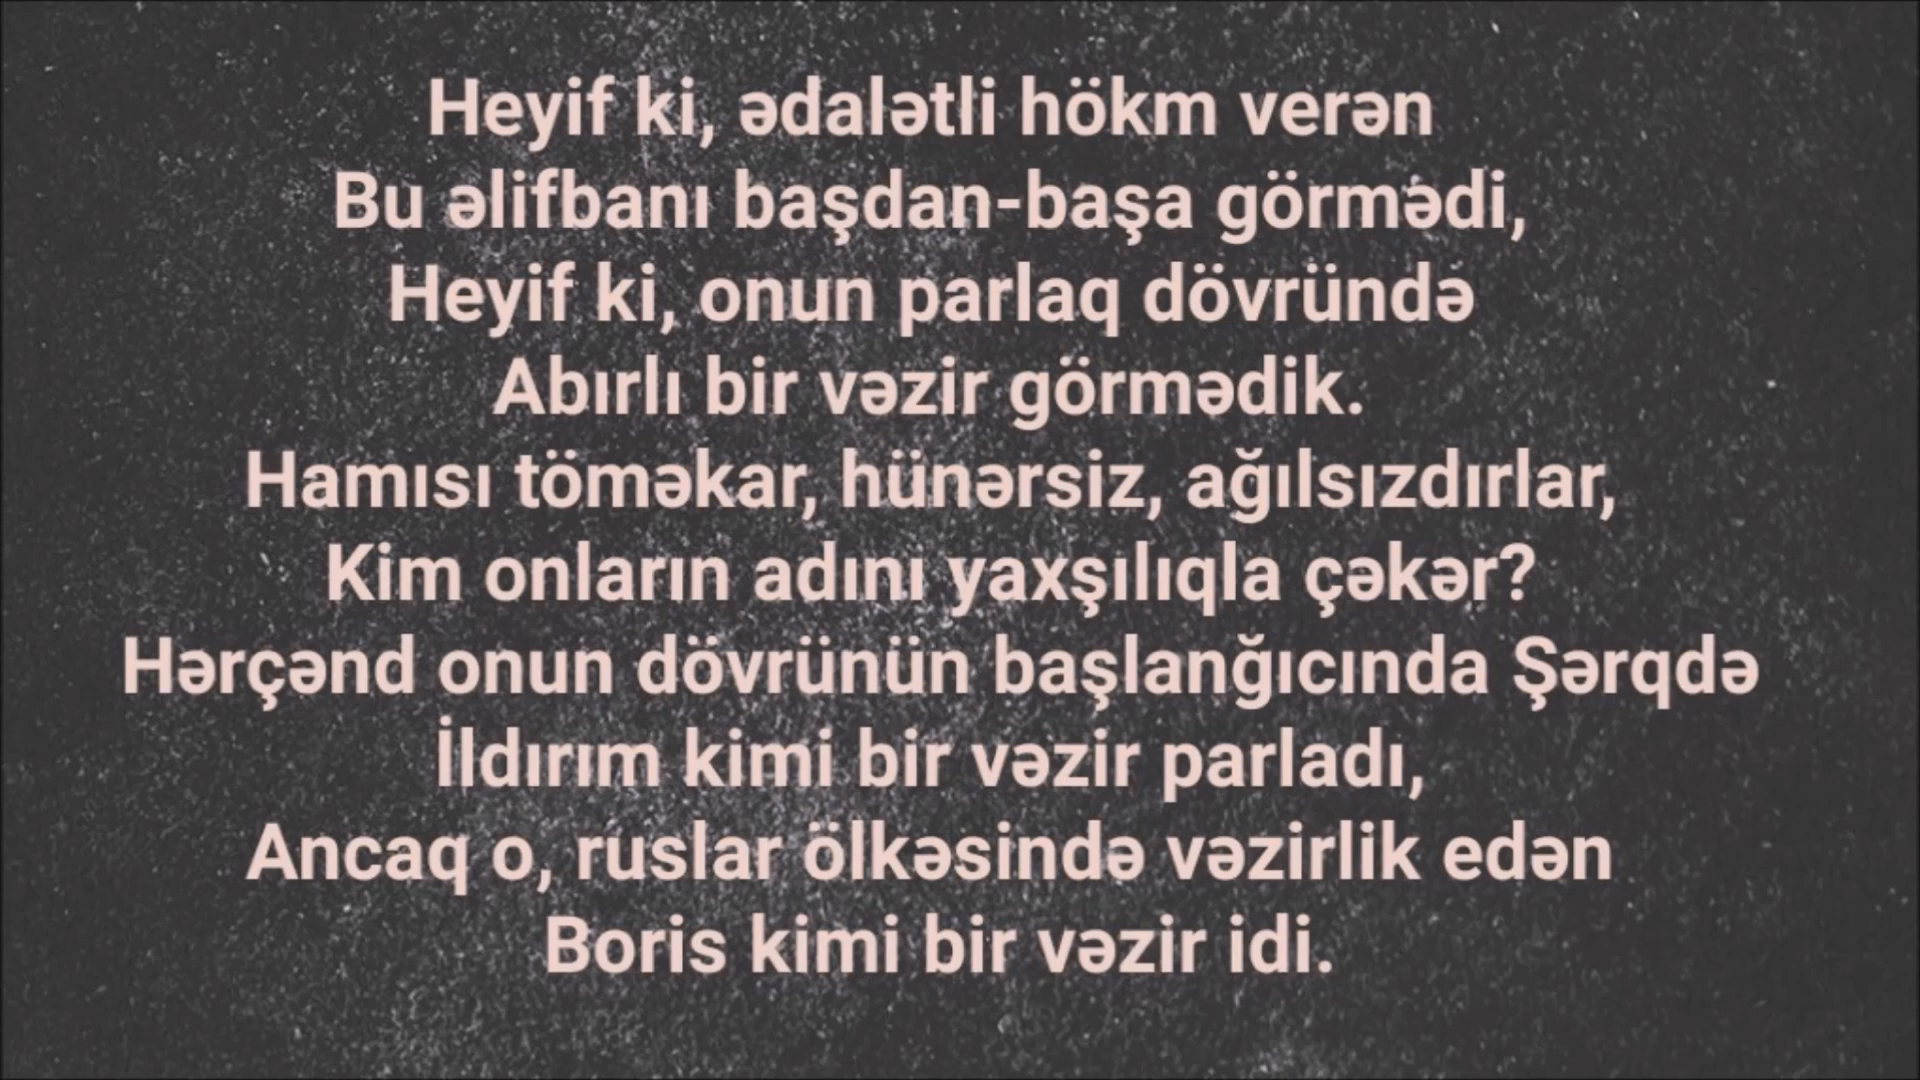 Heyif ki, ədalətli hökm verən
Bu əlifbanı başdan-başa görmədi,
Heyif ki, onun parlaq dövründə
Abırlı bir vəzir görmədik.
Hamısı töməkar, hünərsiz, ağılsızdırlar,
Kim onların adını yaxşılıqla çəkər?
Hərçənd onun dövrünün başlanğıcında Şərqdə
İldırım kimi bir vəzir parladı,
Ancaq o, ruslar ölkəsində vəzirlik edən
Boris kimi bir vəzir idi.